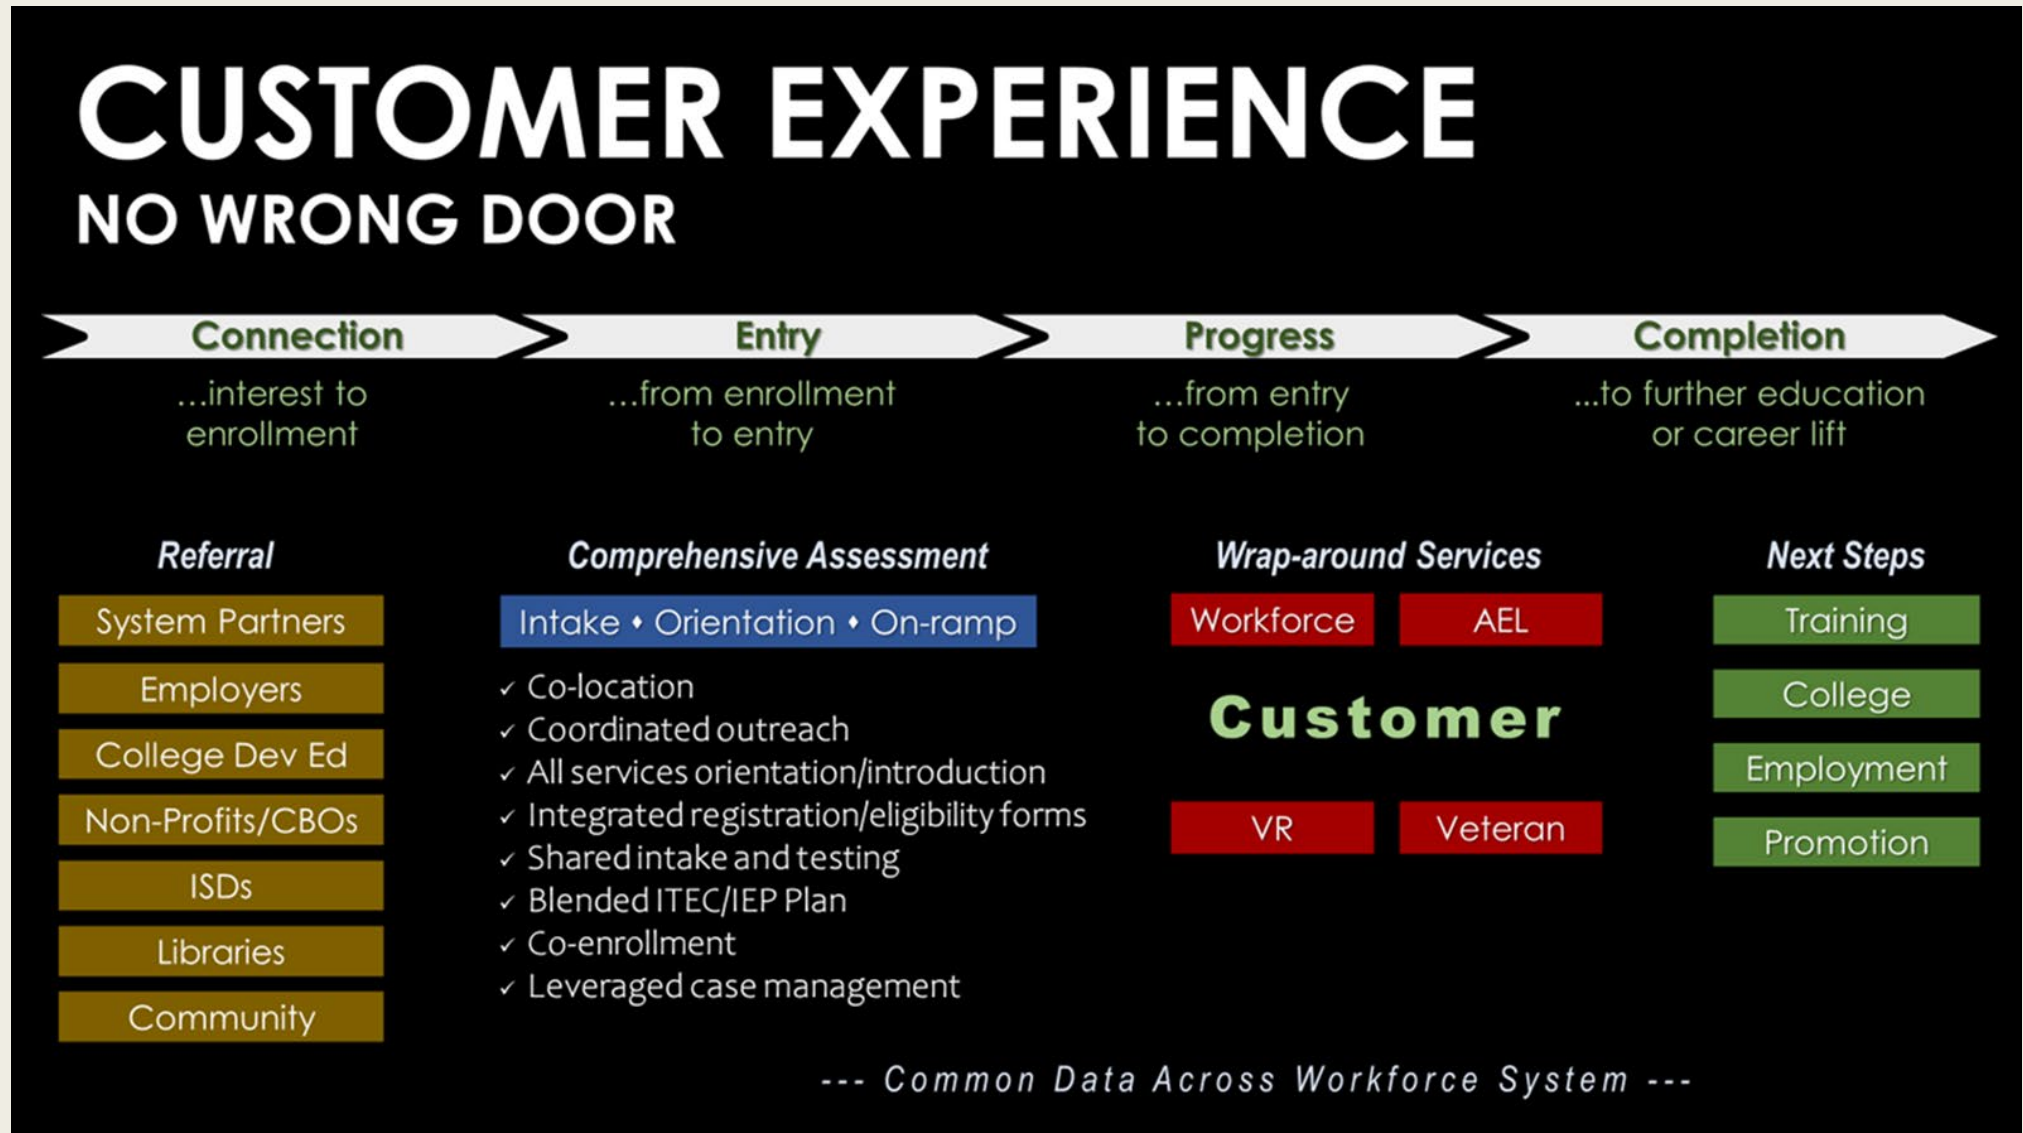 CUSTOMER EXPERIENCE
NO WRONG DOOR
Connection
...interest to
enrollment
Entry
...from enrollment
to entry
Progress
...from entry
to completion
Completion
...to further education
or career lift
Referral
System Partners
Employers
College Dev Ed
Non-Profits/CBOs
ISDs
Libraries
Community
Comprehensive Assessment
Intake • Orientation • On-ramp
✓ Co-location
✓ Coordinated outreach
✓ All services orientation/introduction
✓ Integrated registration/eligibility forms
✓ Shared intake and testing
✓ Blended ITEC/IEP Plan
✓ Co-enrollment
✓ Leveraged case management
Wrap-around Services
Workforce
AEL
Customer
VR
Veteran
Next Steps
Training
College
Employment
Promotion
--- Common Data Across Workforce System ---